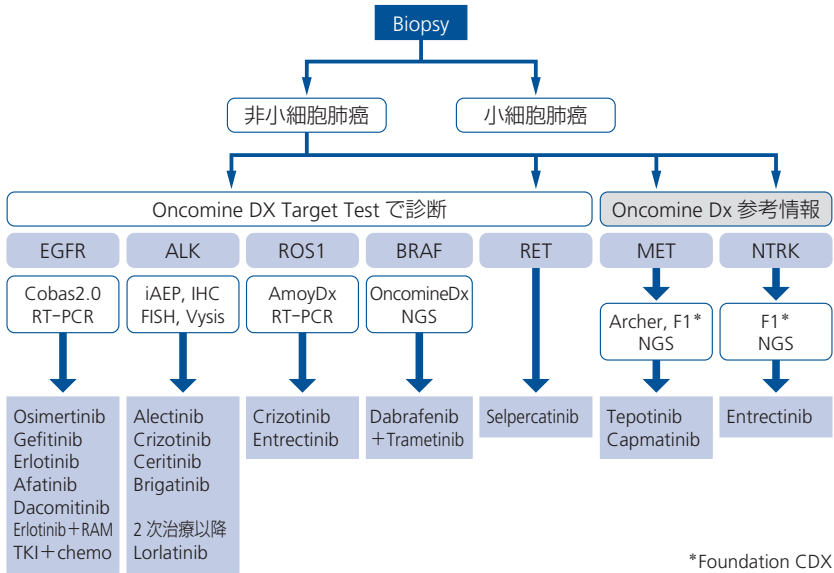 Biopsy
非小細胞肺癌
小細胞肺癌
Oncomine DX Target Test で診断
Oncomine Dx 参考情報
EGFR
ALK
ROS1
BRAF
RET
MET
NTRK
Cobas2.0
RT-PCR
iAEP, IHC
FISH, Vysis
AmoyDx
RT-PCR
OncomineDx
NGS
Archer, F1*
NGS
F1*
NGS
Osimertinib
Gefitinib
Erlotinib
Afatinib
Dacomitinib
Erlotinib+RAM
TKI+chemo
Alectinib
Crizotinib
Ceritinib
Brigatinib
2 次治療以降
Lorlatinib
Crizotinib
Entrectinib
Dabrafenib
+Trametinib
Selpercatinib
Tepotinib
Capmatinib
Entrectinib
*Foundation CDX